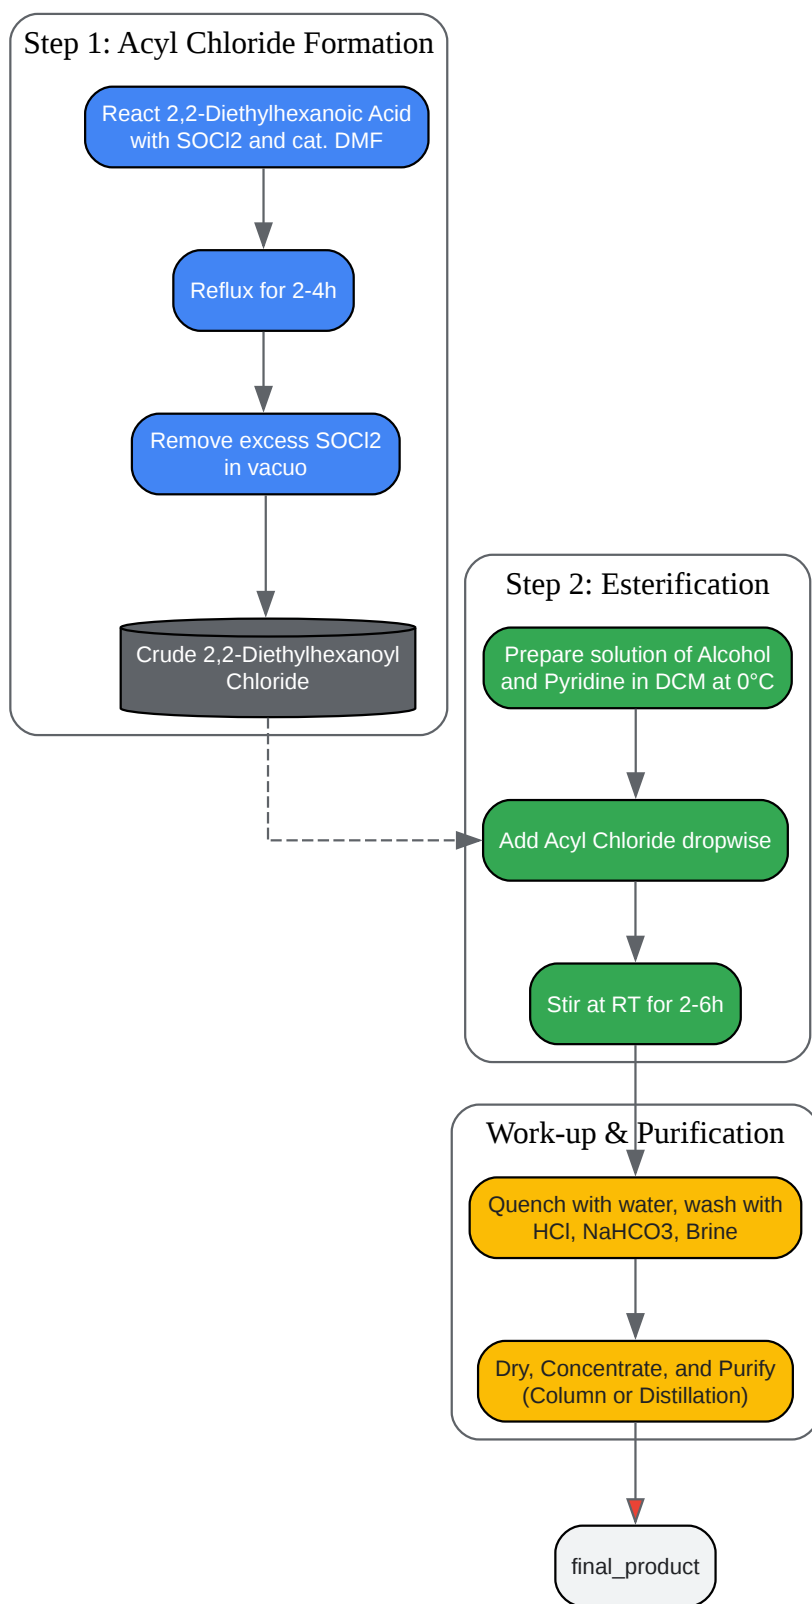 Step 1: Acyl Chloride Formation
React 2,2-Diethylhexanoic Acid
with SOCl2 and cat. DMF
Reflux for 2-4h
Remove excess SOCl2
in vacuo
Crude 2,2-Diethylhexanoyl
Chloride
Step 2: Esterification
Prepare solution of Alcohol
and Pyridine in DCM at 0°C
Add Acyl Chloride dropwise
Stir at RT for 2-6h
Work-up & Purification
Quench with water, wash with
HCl, NaHCO3, Brine
Dry, Concentrate, and Purify
(Column or Distillation)
final_product